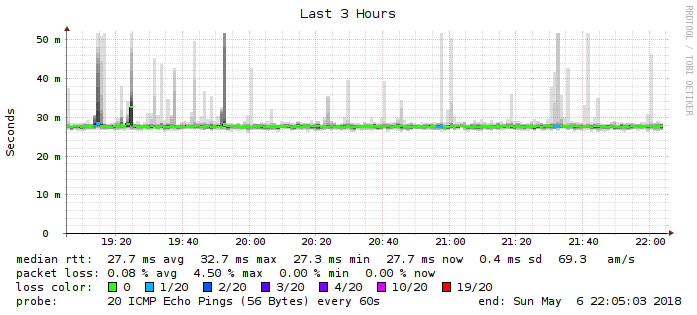 Last 3 Hours
RRDTOOL / TOBI OETIKER
Seconds
50 m
40 m
30 m
20 m
10 m
0
19:20 19:40 20:00 20:20 20:40 21:00 21:20 21:40 22:00
median rtt: 27.7 ms avg 32.7 ms max 27.3 ms min 27.7 ms now 0.4 ms sd 69.3 am/s
packet loss: 0.08 % avg 4.50 % max 0.00 % min 0.00 % now
loss color: 0 1/20 2/20 3/20 4/20 10/20 19/20
probe: 20 ICMP Echo Pings (56 Bytes) every 60s end: Sun May 6 22:05:03 2018